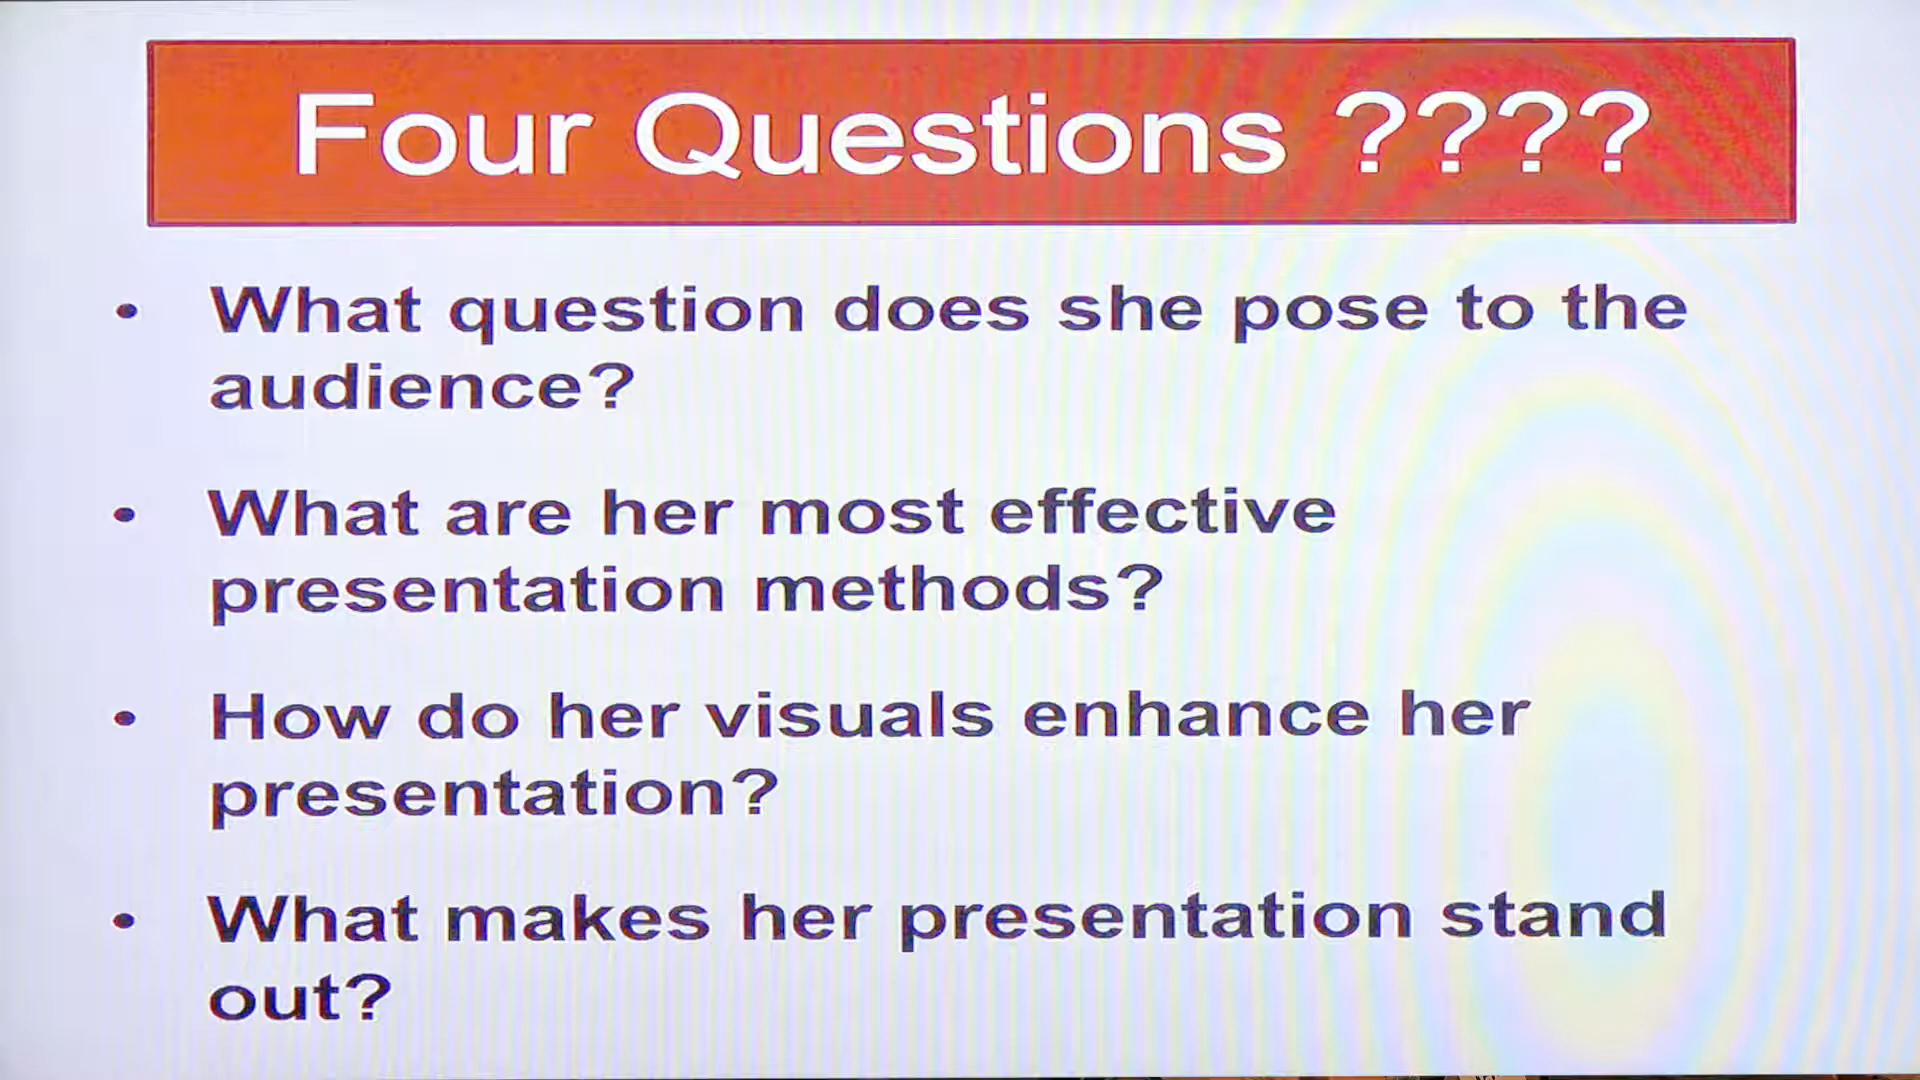 Four Questions ????
• What question does she pose to the
audience?
• What are her most effective
presentation methods?
• How do her visuals enhance her
presentation?
• What makes her presentation stand
out?